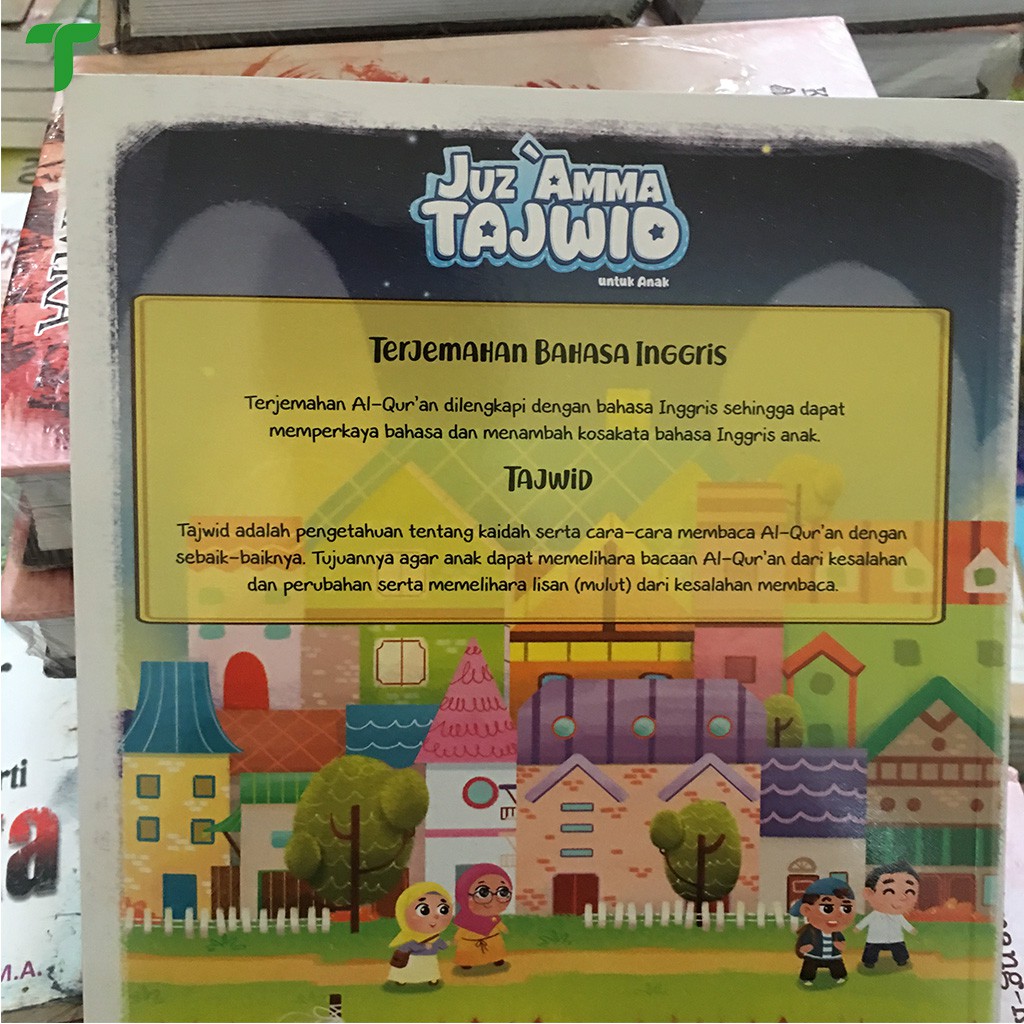 JUZ 'AMMA
TAJWID
untuk Anak
Terjemahan Bahasa Inggris
Terjemahan Al-Qur'an dilengkapi dengan bahasa Inggris sehingga dapat
memperkaya bahasa dan menambah kosakata bahasa Inggris anak.
TAJWID
Tajwid adalah pengetahuan tentang kaidah serta cara-cara membaca Al-Qur'an dengan
sebaik-baiknya. Tujuannya agar anak dapat memelihara bacaan Al-Qur'an dari kesalahan
dan perubahan serta memelihara lisan (mulut) dari kesalahan membaca.